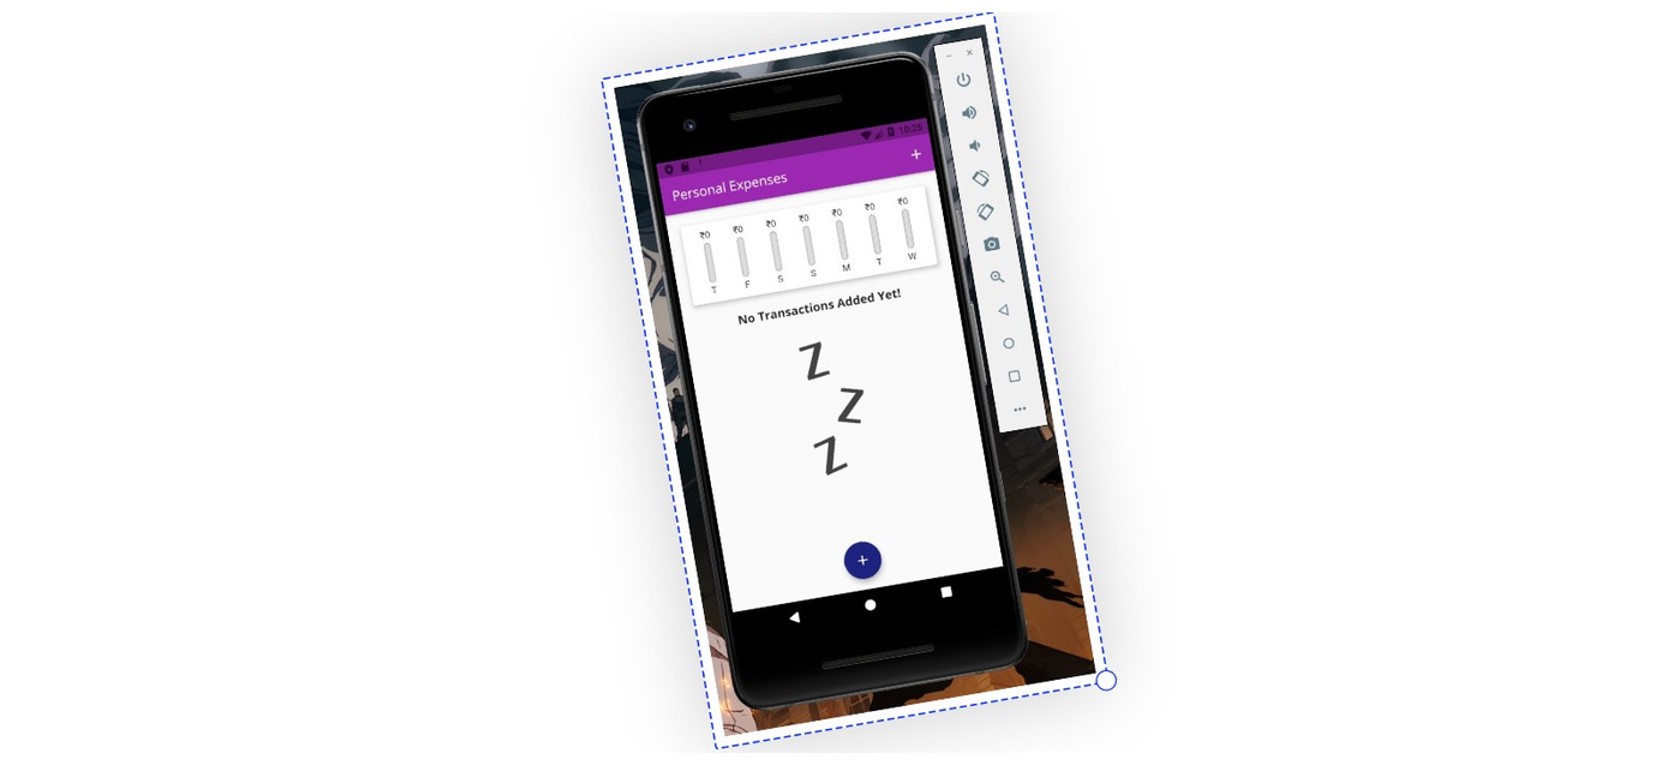 10:25
Personal Expenses
+
₹0 ₹0 ₹0 ₹0 ₹0 ₹0 ₹0
T F S S M T W
No Transactions Added Yet!
Z
Z
Z
+